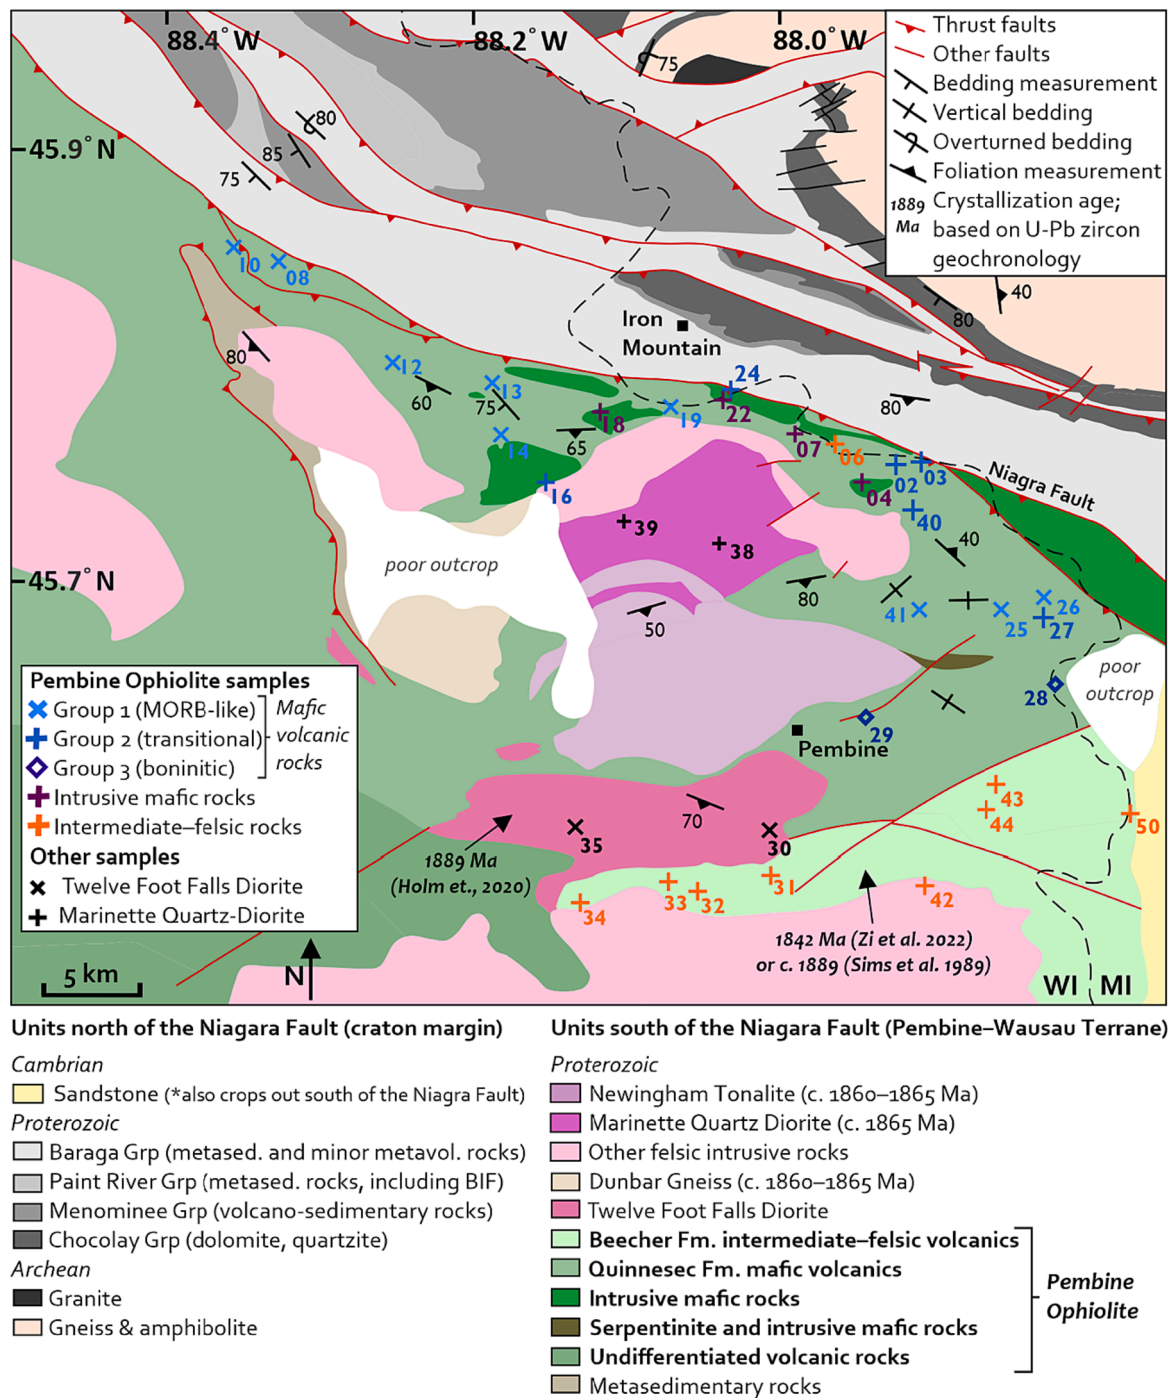 88.4° W
88.2° W
88.0° W
45.9° N
45.7° N
Thrust faults
Other faults
Bedding measurement
Vertical bedding
Overturned bedding
Foliation measurement
1889 Ma
Crystallization age;
based on U-Pb zircon
geochronology
75
80
85
75
40
80
10
08
Iron
Mountain
80
12
60
13
75
14
65
18
19
24
22
80
07
06
02
03
04
40
Niagra Fault
16
39
38
40
poor outcrop
80
50
41
25
26
27
28
poor
outcrop
29
Pembine
Pembine Ophiolite samples
Group 1 (MORB-like)
Group 2 (transitional)
Group 3 (boninitic)
Mafic
volcanic
rocks
Intrusive mafic rocks
Intermediate–felsic rocks
Other samples
Twelve Foot Falls Diorite
Marinette Quartz-Diorite
5 km
N
70
35
30
1889 Ma
(Holm et., 2020)
43
44
50
31
33
32
34
42
1842 Ma (Zi et al. 2022)
or c. 1889 (Sims et al. 1989)
WI
MI
Units north of the Niagara Fault (craton margin)
Cambrian
Sandstone (*also crops out south of the Niagra Fault)
Proterozoic
Baraga Grp (metased. and minor metavol. rocks)
Paint River Grp (metased. rocks, including BIF)
Menominee Grp (volcano-sedimentary rocks)
Chocolay Grp (dolomite, quartzite)
Archean
Granite
Gneiss & amphibolite
Units south of the Niagara Fault (Pembine–Wausau Terrane)
Proterozoic
Newingham Tonalite (c. 1860–1865 Ma)
Marinette Quartz Diorite (c. 1865 Ma)
Other felsic intrusive rocks
Dunbar Gneiss (c. 1860–1865 Ma)
Twelve Foot Falls Diorite
Beecher Fm. intermediate–felsic volcanics
Quinnesec Fm. mafic volcanics
Intrusive mafic rocks
Serpentinite and intrusive mafic rocks
Undifferentiated volcanic rocks
Metasedimentary rocks
Pembine
Ophiolite